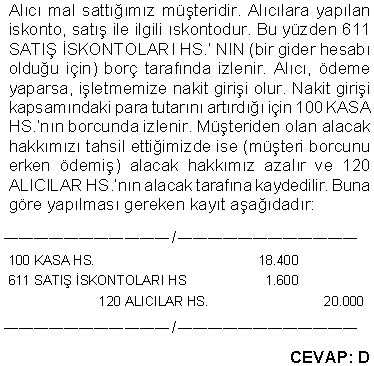 Alıcı mal sattığımız müşteridir. Alıcılara yapılan
iskonto, satış ile ilgili ıskontodur. Bu yüzden 611
SATIŞ İSKONTOLARI HS.' NIN (bir gider hesabı
olduğu için) borç tarafında izlenir. Alıcı, ödeme
yaparsa, işletmemize nakit girişi olur. Nakit girişi
kapsamındaki para tutarını artırdığı için 100 KASA
HS.'nın borcunda izlenir. Müşteriden olan alacak
hakkımızı tahsil ettiğimizde ise (müşteri borcunu
erken ödemiş) alacak hakkımız azalır ve 120
ALICILAR HS.'nın alacak tarafına kaydedilir. Buna
göre yapılması gereken kayıt aşağıdadır:
——————————— / ———————————
100 KASA HS. 18.400
611 SATIŞ İSKONTOLARI HS 1.600
120 ALICILAR HS. 20.000
——————————— / ———————————
CEVAP: D